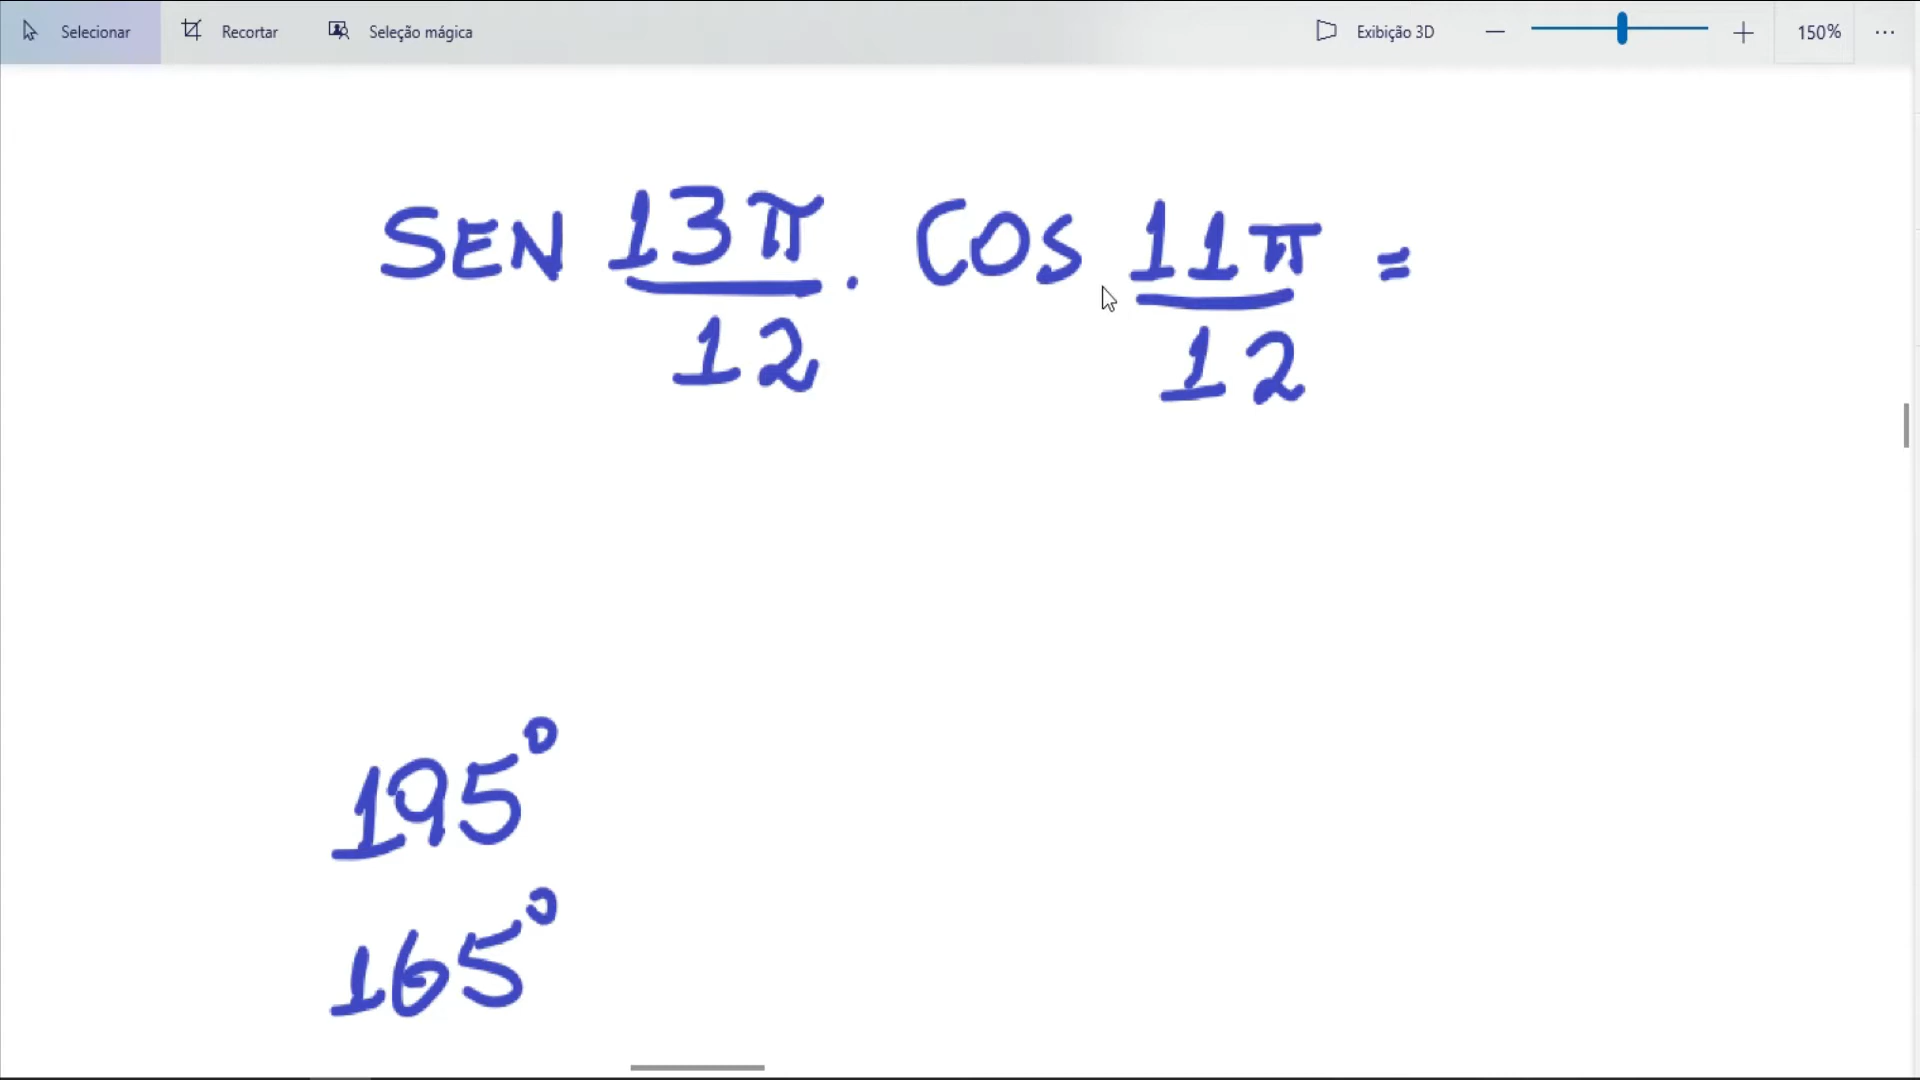 Selecionar Recortar Seleção mágica Exibição 3D 150%
SEN 13π/12 . COS 11π/12 =
195°
165°